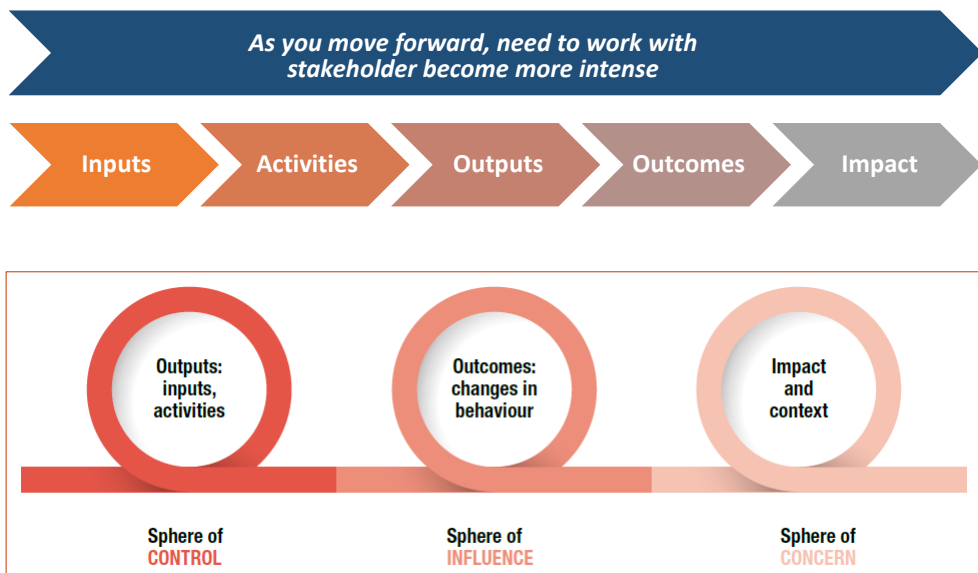 As you move forward, need to work with
stakeholder become more intense
Inputs
Activities
Outputs
Outcomes
Impact
Outputs:
inputs,
activities
Outcomes:
changes in
behaviour
Impact
and
context
Sphere of
CONTROL
Sphere of
INFLUENCE
Sphere of
CONCERN